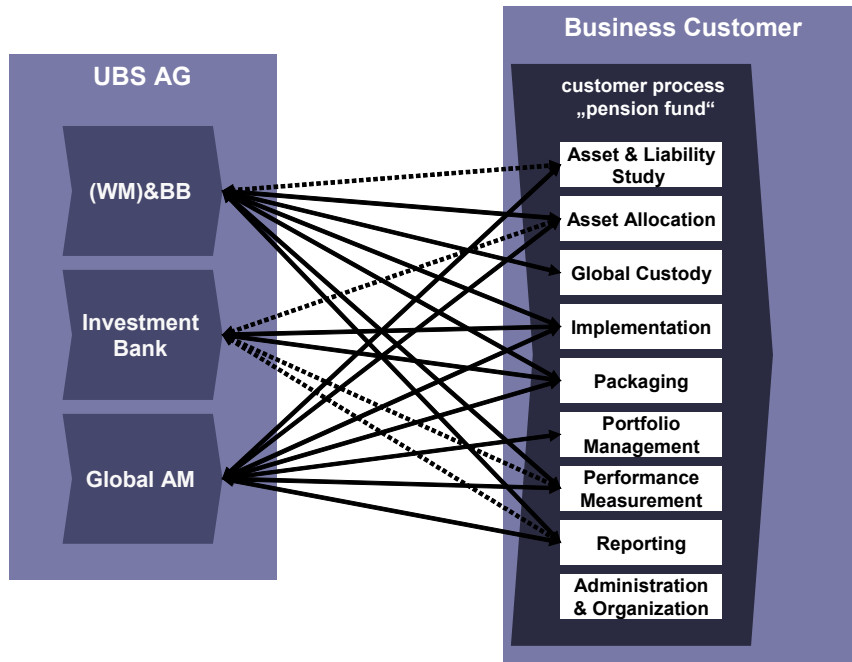 UBS AG
(WM)&BB
Investment
Bank
Global AM
Business Customer
customer process
„pension fund“
Asset & Liability
Study
Asset Allocation
Global Custody
Implementation
Packaging
Portfolio
Management
Performance
Measurement
Reporting
Administration
& Organization